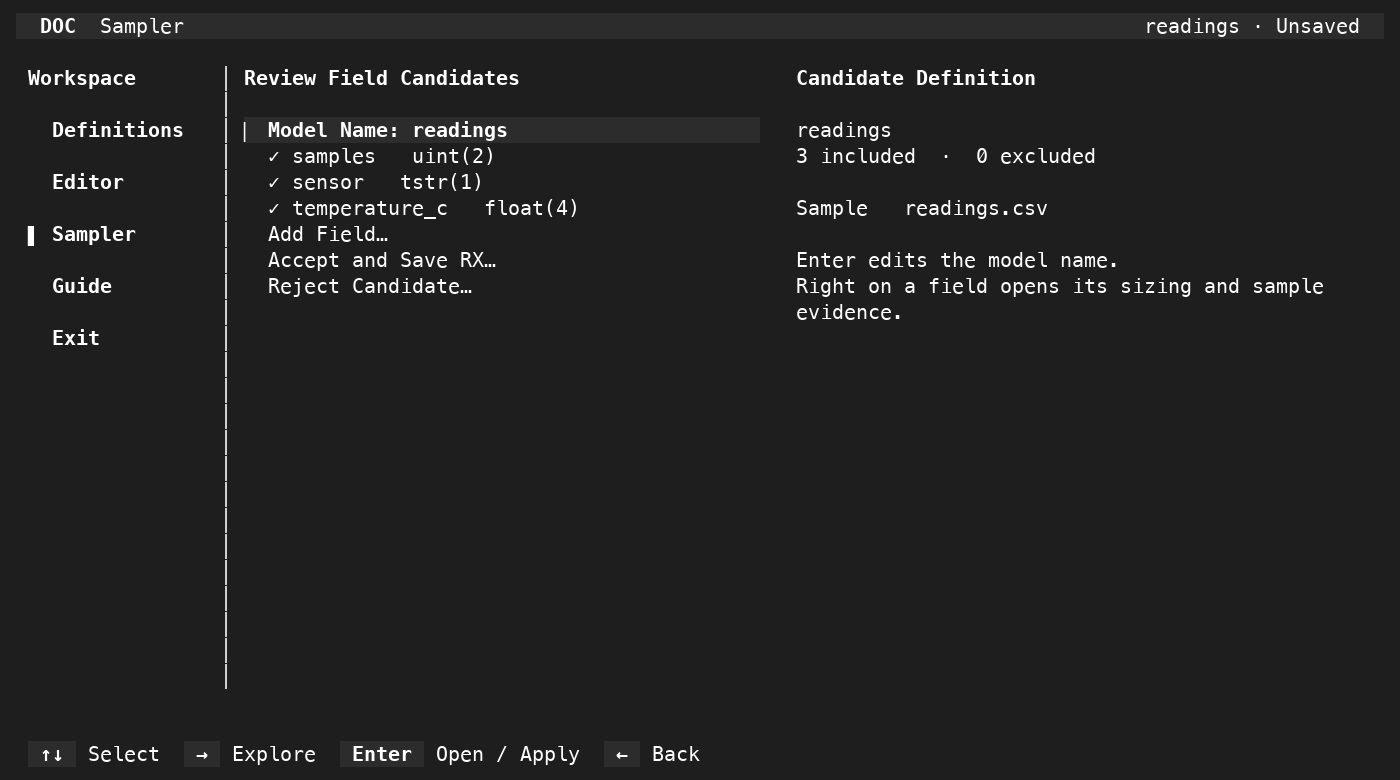 DOC  Sampler  readings · Unsaved
Workspace
Definitions
Editor
Sampler
Guide
Exit
Review Field Candidates
Model Name: readings
✓ samples   uint(2)
✓ sensor   tstr(1)
✓ temperature_c   float(4)
Add Field…
Accept and Save RX…
Reject Candidate…
Candidate Definition
readings
3 included  ·  0 excluded
Sample   readings.csv
Enter edits the model name.
Right on a field opens its sizing and sample
evidence.
↑↓ Select  → Explore  Enter Open / Apply  ← Back